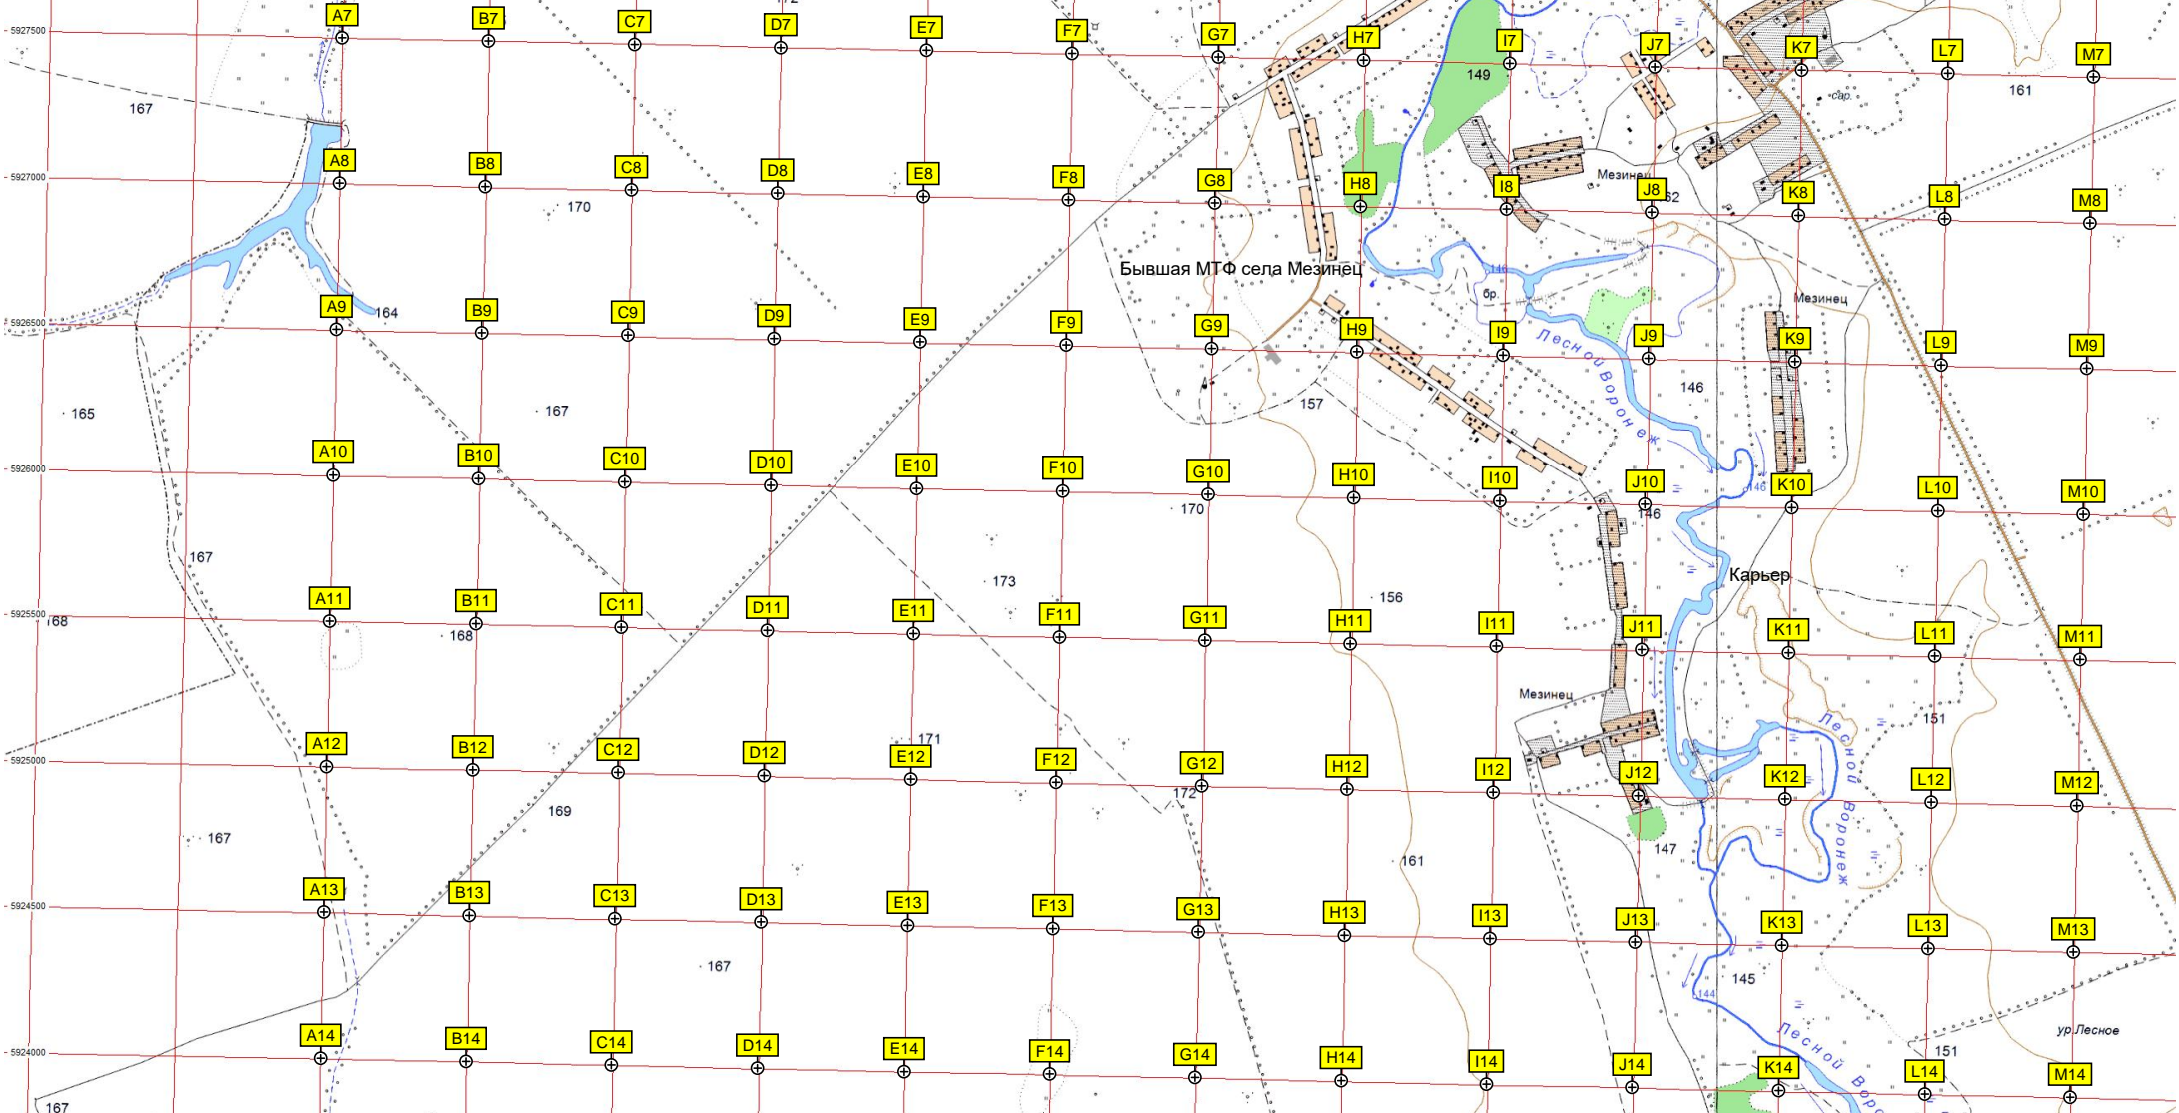 72
A7 B7 C7 D7 E7 F7 G7 H7 I7 J7 K7 L7 M7
5927500
149
161
сар.
167
A8 B8 C8 D8 E8 F8 G8 H8 I8 J8 K8 L8 M8
5927000
Мезинец
62
170
Бывшая МТФ села Мезинец
146
бр.
Мезинец
164
A9 B9 C9 D9 E9 F9 G9 H9 I9 J9 K9 L9 M9
5926500
Лесной Воронеж
146
165
167
157
A10 B10 C10 D10 E10 F10 G10 H10 I10 J10 K10 L10 M10
5926000
146
170
146
167
173
Карьер
156
A11 B11 C11 D11 E11 F11 G11 H11 I11 J11 K11 L11 M11
5925500
168
168
Мезинец
151
Лесной Воронеж
171
A12 B12 C12 D12 E12 F12 G12 H12 I12 J12 K12 L12 M12
5925000
172
169
167
147
161
A13 B13 C13 D13 E13 F13 G13 H13 I13 J13 K13 L13 M13
5924500
167
145
144
ур.Лесное
Лесной Воро
151
A14 B14 C14 D14 E14 F14 G14 H14 I14 J14 K14 L14 M14
5924000
167